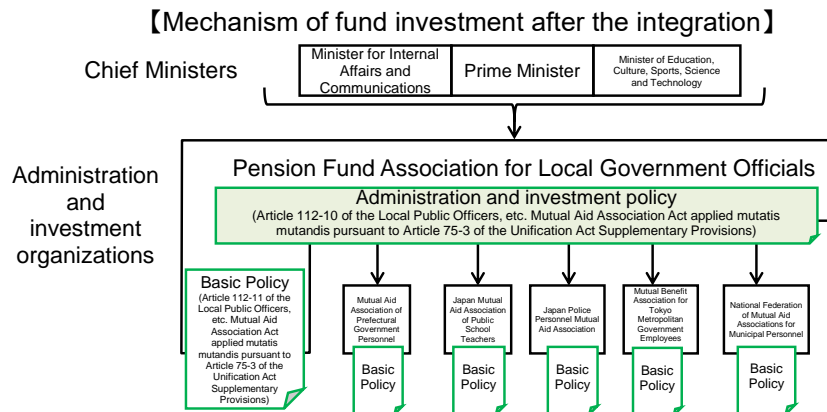 【Mechanism of fund investment after the integration】
Chief Ministers
Minister for Internal
Affairs and
Communications
Prime Minister
Minister of Education,
Culture, Sports, Science
and Technology
Administration
and
investment
organizations
Pension Fund Association for Local Government Officials
Administration and investment policy
(Article 112-10 of the Local Public Officers, etc. Mutual Aid Association Act applied mutatis
mutandis pursuant to Article 75-3 of the Unification Act Supplementary Provisions)
Basic Policy
(Article 112-11 of the
Local Public Officers,
etc. Mutual Aid
Association Act
applied mutatis
mutandis pursuant to
Article 75-3 of the
Unification Act
Supplementary
Provisions)
Mutual Aid
Association of
Prefectural
Government
Personnel
Basic
Policy
Japan Mutual
Aid Association
of Public
School
Teachers
Basic
Policy
Japan Police
Personnel Mutual
Aid Association
Basic
Policy
Mutual Benefit
Association for
Tokyo
Metropolitan
Government
Employees
Basic
Policy
National Federation
of Mutual Aid
Associations for
Municipal Personnel
Basic
Policy